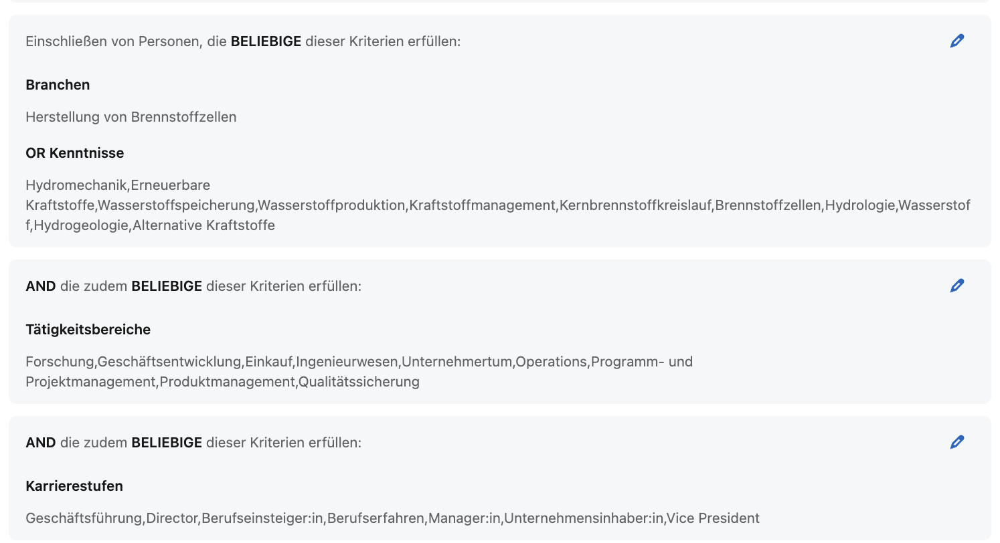 Einschließen von Personen, die BELIEBIGE dieser Kriterien erfüllen:
Branchen
Herstellung von Brennstoffzellen
OR Kenntnisse
Hydromechanik,Erneuerbare
Kraftstoffe,Wasserstoffspeicherung,Wasserstoffproduktion,Kraftstoffmanagement,Kernbrennstoffkreislauf,Brennstoffzellen,Hydrologie,Wasserstof
f,Hydrogeologie,Alternative Kraftstoffe
AND die zudem BELIEBIGE dieser Kriterien erfüllen:
Tätigkeitsbereiche
Forschung,Geschäftsentwicklung,Einkauf,Ingenieurwesen,Unternehmertum,Operations,Programm- und
Projektmanagement,Produktmanagement,Qualitätssicherung
AND die zudem BELIEBIGE dieser Kriterien erfüllen:
Karrierestufen
Geschäftsführung,Director,Berufseinsteiger:in,Berufserfahren,Manager:in,Unternehmensinhaber:in,Vice President